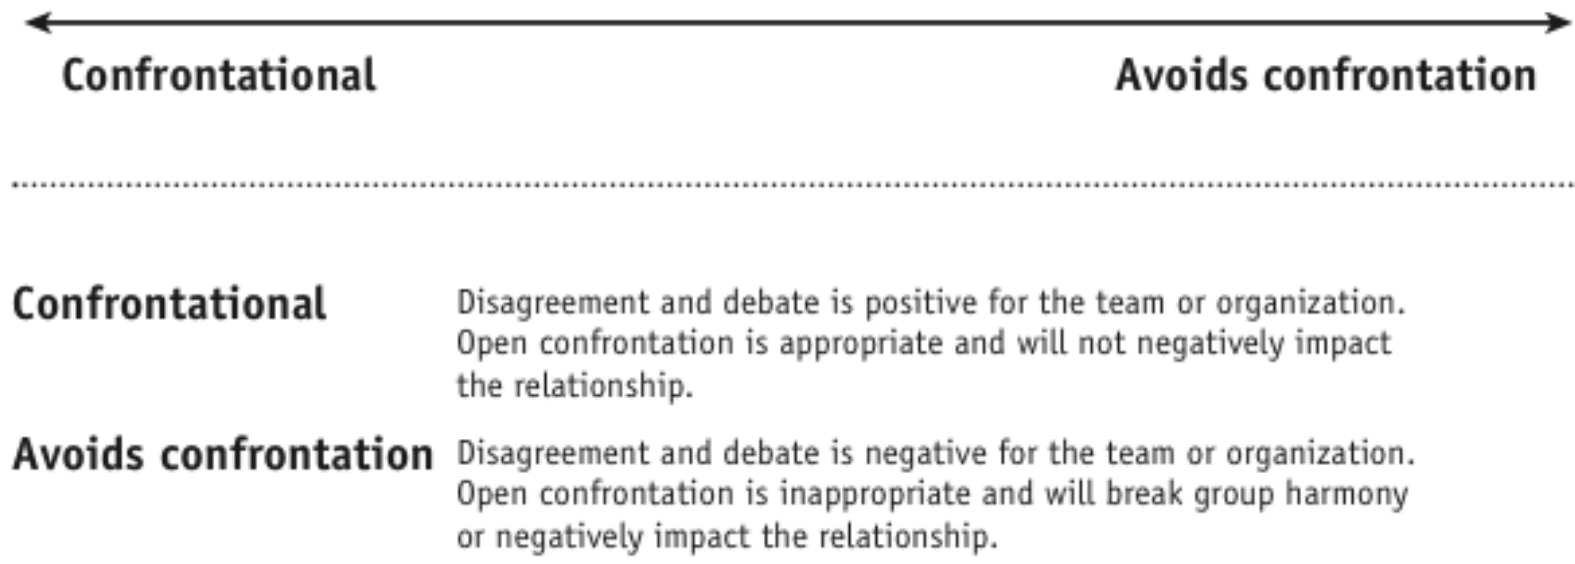 Confrontational
Avoids confrontation
Confrontational
Disagreement and debate is positive for the team or organization.
Open confrontation is appropriate and will not negatively impact
the relationship.
Avoids confrontation
Disagreement and debate is negative for the team or organization.
Open confrontation is inappropriate and will break group harmony
or negatively impact the relationship.